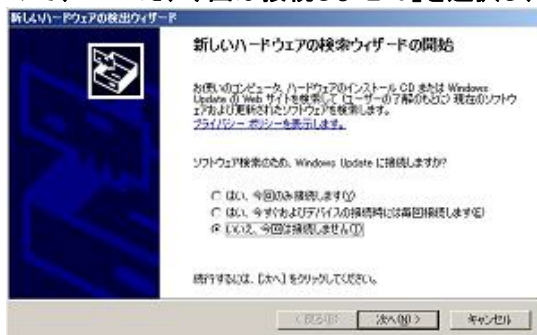 新しいハードウェアの検出ウィザード
新しいハードウェアの検索ウィザードの開始
お使いのコンピュータ、ハードウェアのインストール CD または Windows
Update の Web サイトを検索して (ユーザーの了解のもとに) 現在のソフトウ
ェアおよび更新されたソフトウェアを検索します。
プライバシー ポリシーを表示します。
ソフトウェア検索のため、Windows Update に接続しますか?
はい、今回のみ接続します(Y)
はい、今すぐおよびデバイスの接続時には毎回接続します(E)
いいえ、今回は接続しません(T)
続行するには、[次へ] をクリックしてください。
< 戻る(B)
次へ(N) >
キャンセル